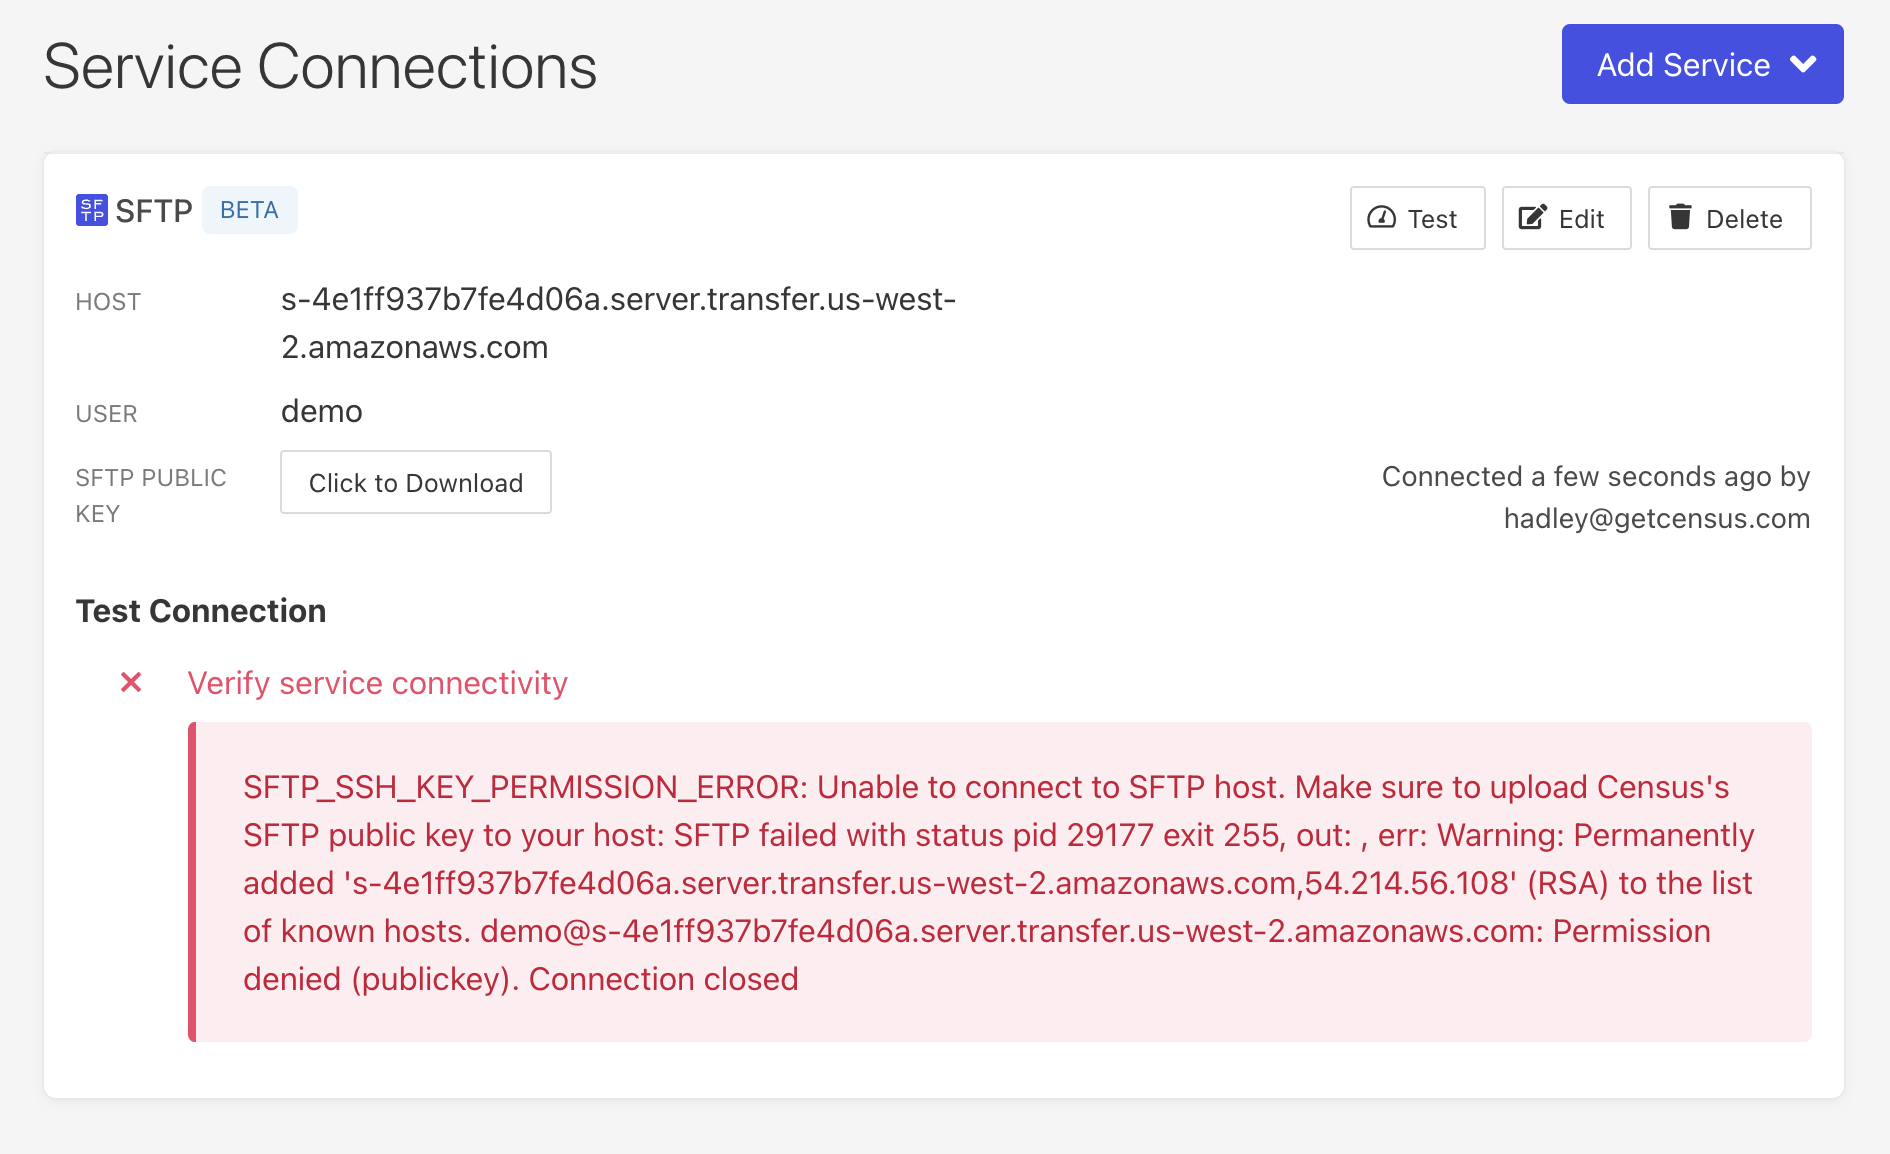 Service Connections
Add Service
SF
TP
SFTP BETA
Test
Edit
Delete
HOST
s-4e1ff937b7fe4d06a.server.transfer.us-west-
2.amazonaws.com
USER
demo
SFTP PUBLIC
KEY
Click to Download
Connected a few seconds ago by
hadley@getcensus.com
Test Connection
Verify service connectivity
SFTP_SSH_KEY_PERMISSION_ERROR: Unable to connect to SFTP host. Make sure to upload Census's
SFTP public key to your host: SFTP failed with status pid 29177 exit 255, out: , err: Warning: Permanently
added 's-4e1ff937b7fe4d06a.server.transfer.us-west-2.amazonaws.com,54.214.56.108' (RSA) to the list
of known hosts. demo@s-4e1ff937b7fe4d06a.server.transfer.us-west-2.amazonaws.com: Permission
denied (publickey). Connection closed